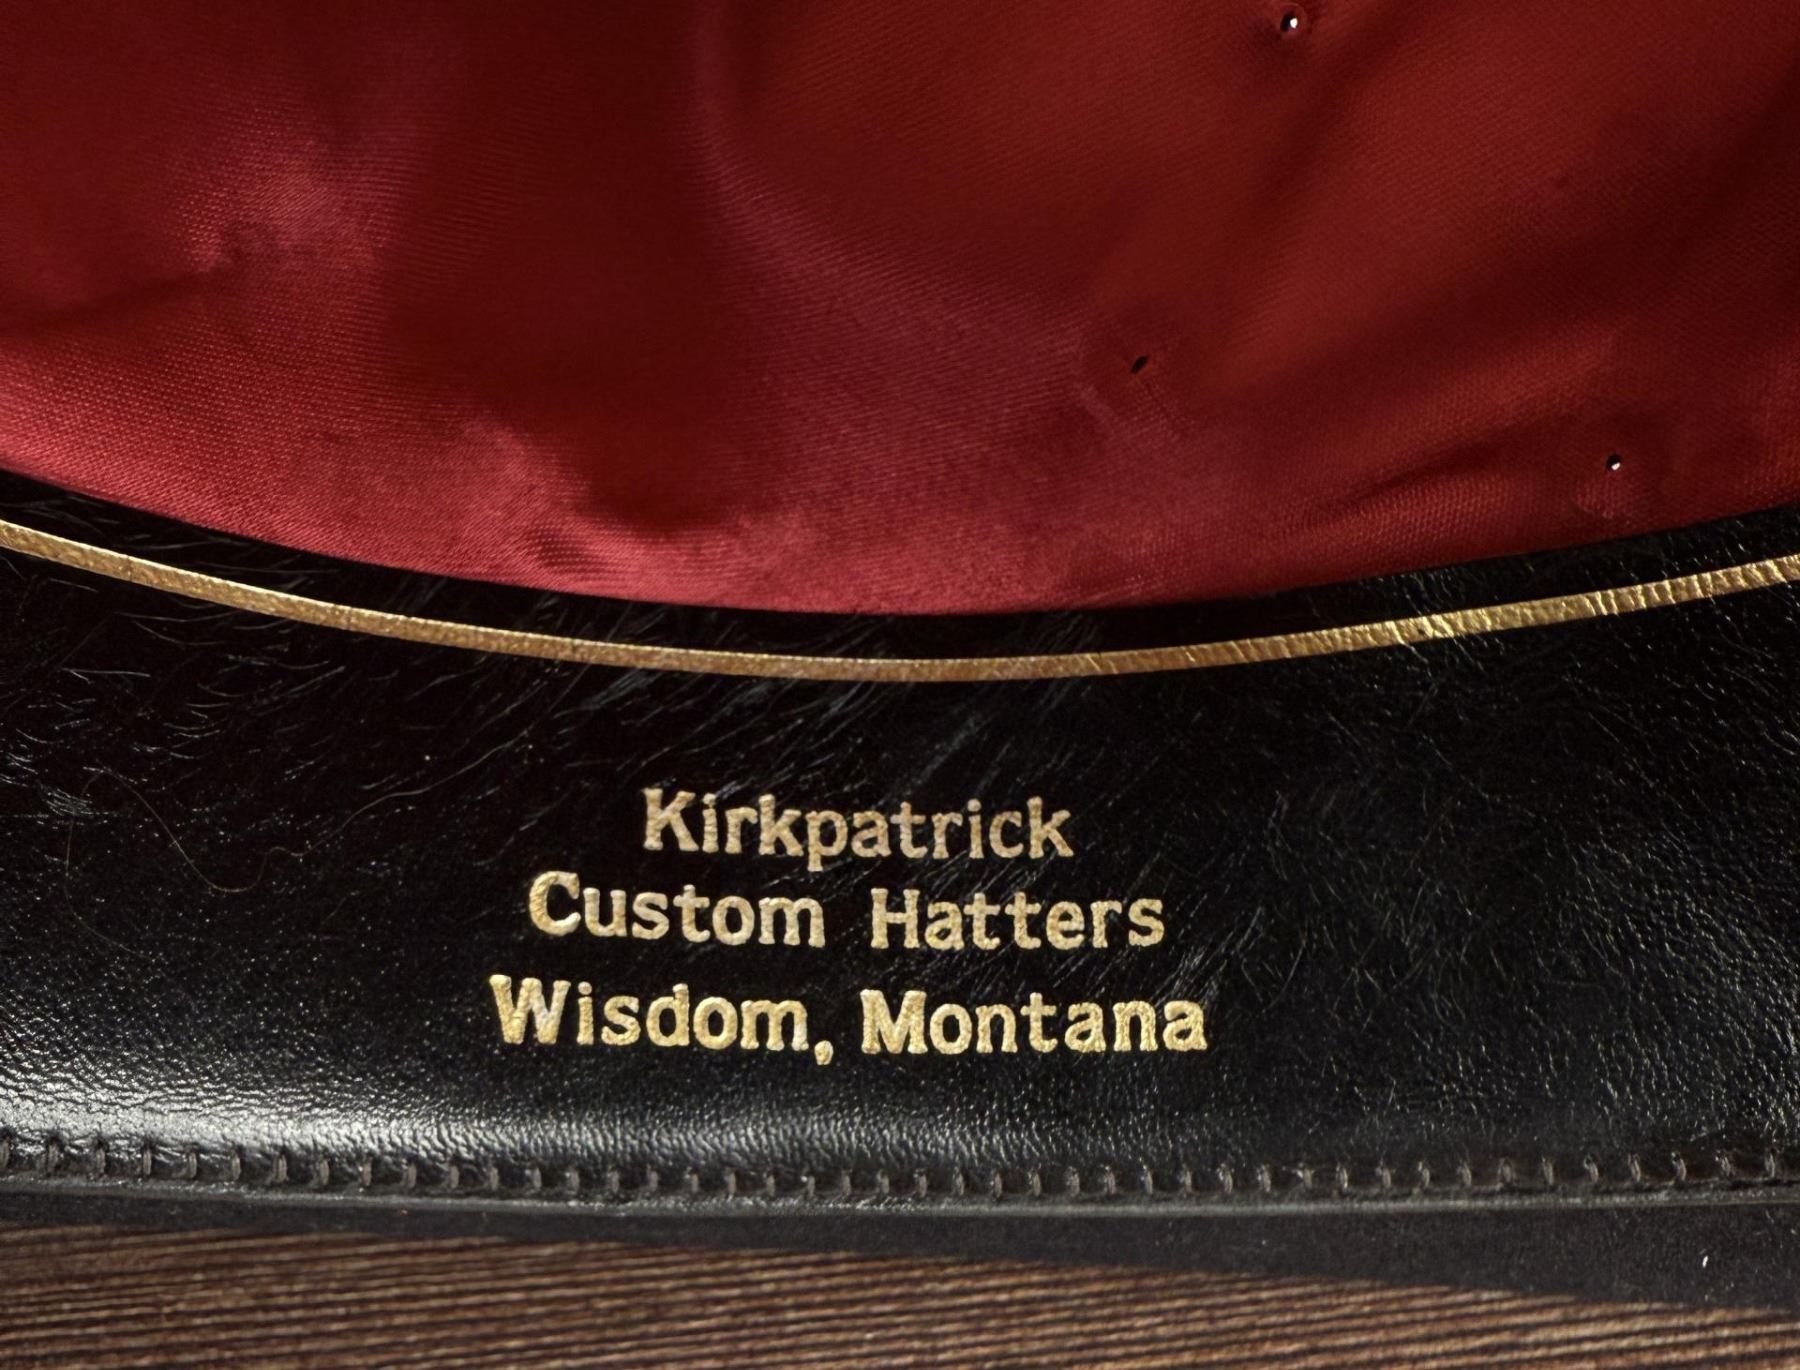 Kirkpatrick
Custom Hatters
Wisdom, Montana